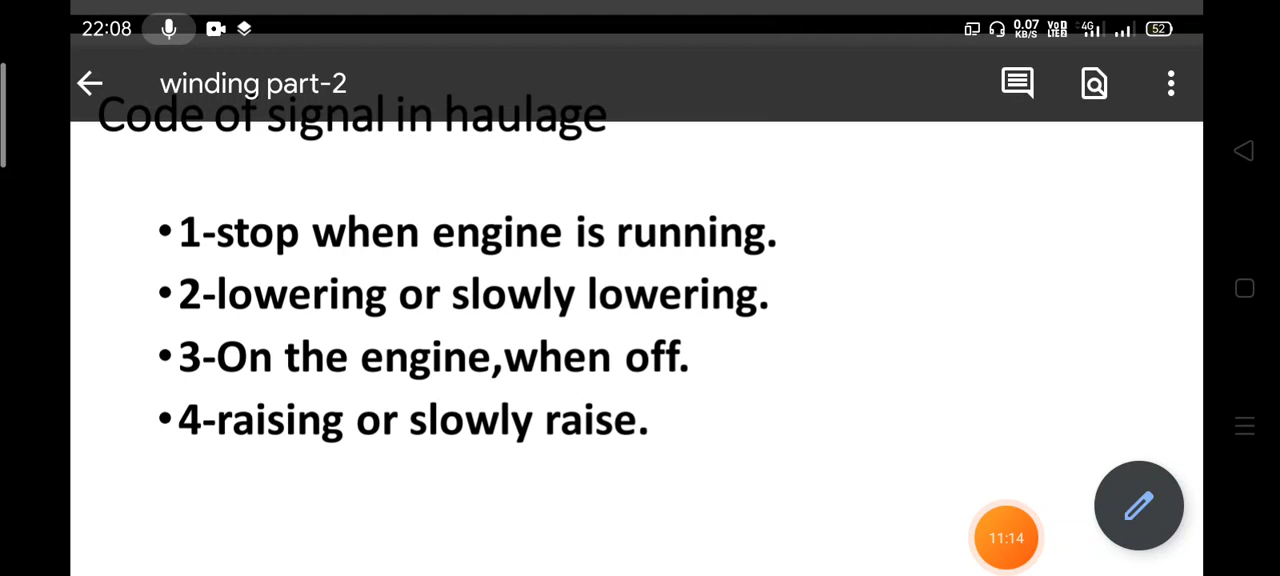 22:08
0.07 KB/S VoD LTE 4G 52
winding part-2
Code of signal in haulage
•1-stop when engine is running.
•2-lowering or slowly lowering.
•3-On the engine,when off.
•4-raising or slowly raise.
11:14